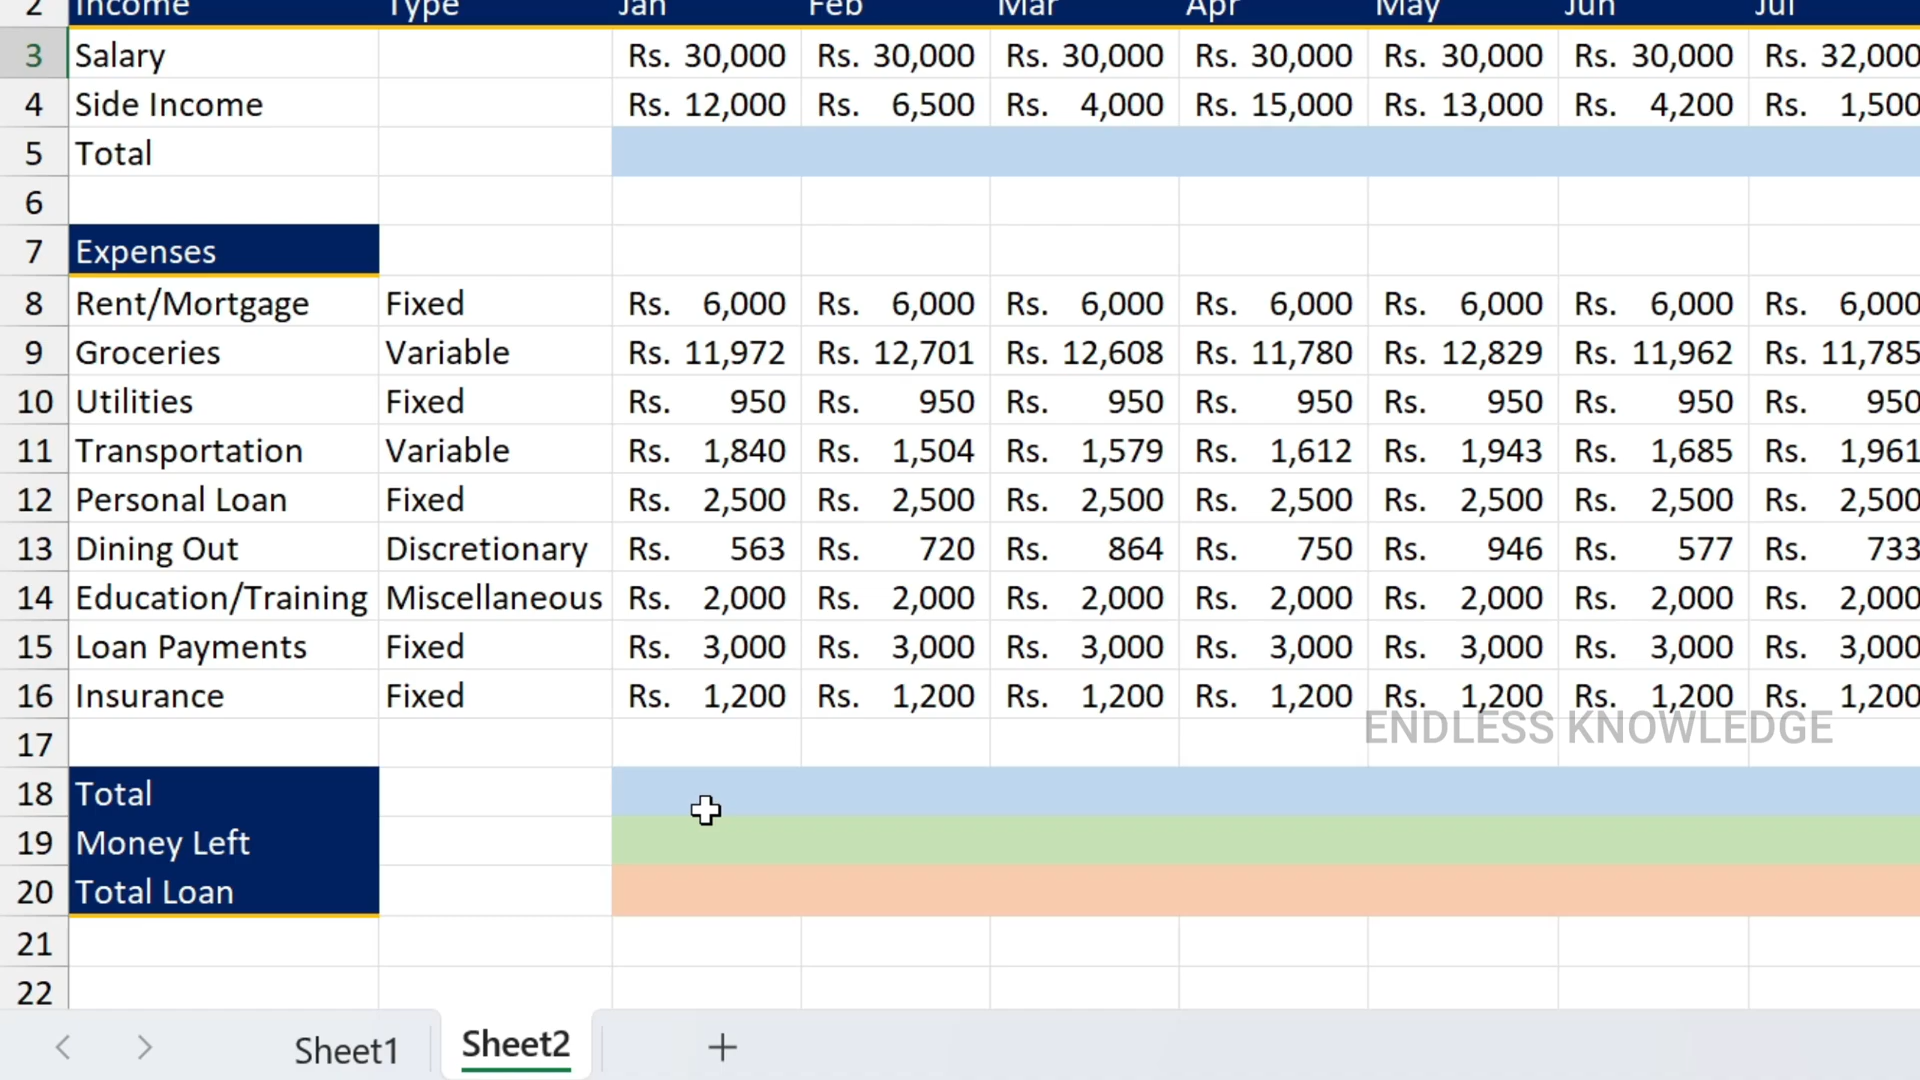 2 Income Type Jan Feb Mar Apr May Jun Jul
3 Salary Rs. 30,000 Rs. 30,000 Rs. 30,000 Rs. 30,000 Rs. 30,000 Rs. 30,000 Rs. 32,000
4 Side Income Rs. 12,000 Rs. 6,500 Rs. 4,000 Rs. 15,000 Rs. 13,000 Rs. 4,200 Rs. 1,500
5 Total
6
7 Expenses
8 Rent/Mortgage Fixed Rs. 6,000 Rs. 6,000 Rs. 6,000 Rs. 6,000 Rs. 6,000 Rs. 6,000 Rs. 6,000
9 Groceries Variable Rs. 11,972 Rs. 12,701 Rs. 12,608 Rs. 11,780 Rs. 12,829 Rs. 11,962 Rs. 11,785
10 Utilities Fixed Rs. 950 Rs. 950 Rs. 950 Rs. 950 Rs. 950 Rs. 950 Rs. 950
11 Transportation Variable Rs. 1,840 Rs. 1,504 Rs. 1,579 Rs. 1,612 Rs. 1,943 Rs. 1,685 Rs. 1,961
12 Personal Loan Fixed Rs. 2,500 Rs. 2,500 Rs. 2,500 Rs. 2,500 Rs. 2,500 Rs. 2,500 Rs. 2,500
13 Dining Out Discretionary Rs. 563 Rs. 720 Rs. 864 Rs. 750 Rs. 946 Rs. 577 Rs. 733
14 Education/Training Miscellaneous Rs. 2,000 Rs. 2,000 Rs. 2,000 Rs. 2,000 Rs. 2,000 Rs. 2,000 Rs. 2,000
15 Loan Payments Fixed Rs. 3,000 Rs. 3,000 Rs. 3,000 Rs. 3,000 Rs. 3,000 Rs. 3,000 Rs. 3,000
16 Insurance Fixed Rs. 1,200 Rs. 1,200 Rs. 1,200 Rs. 1,200 Rs. 1,200 Rs. 1,200 Rs. 1,200
ENDLESS KNOWLEDGE
17
18 Total
19 Money Left
20 Total Loan
21
22
Sheet1 Sheet2